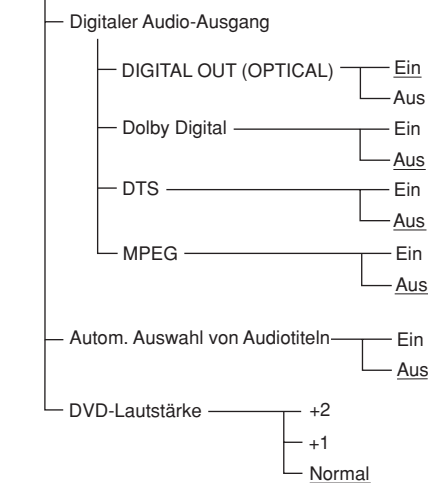 Digitaler Audio-Ausgang
DIGITAL OUT (OPTICAL) Ein
Aus
Dolby Digital Ein
Aus
DTS Ein
Aus
MPEG Ein
Aus
Autom. Auswahl von Audiotiteln Ein
Aus
DVD-Lautstärke +2
+1
Normal